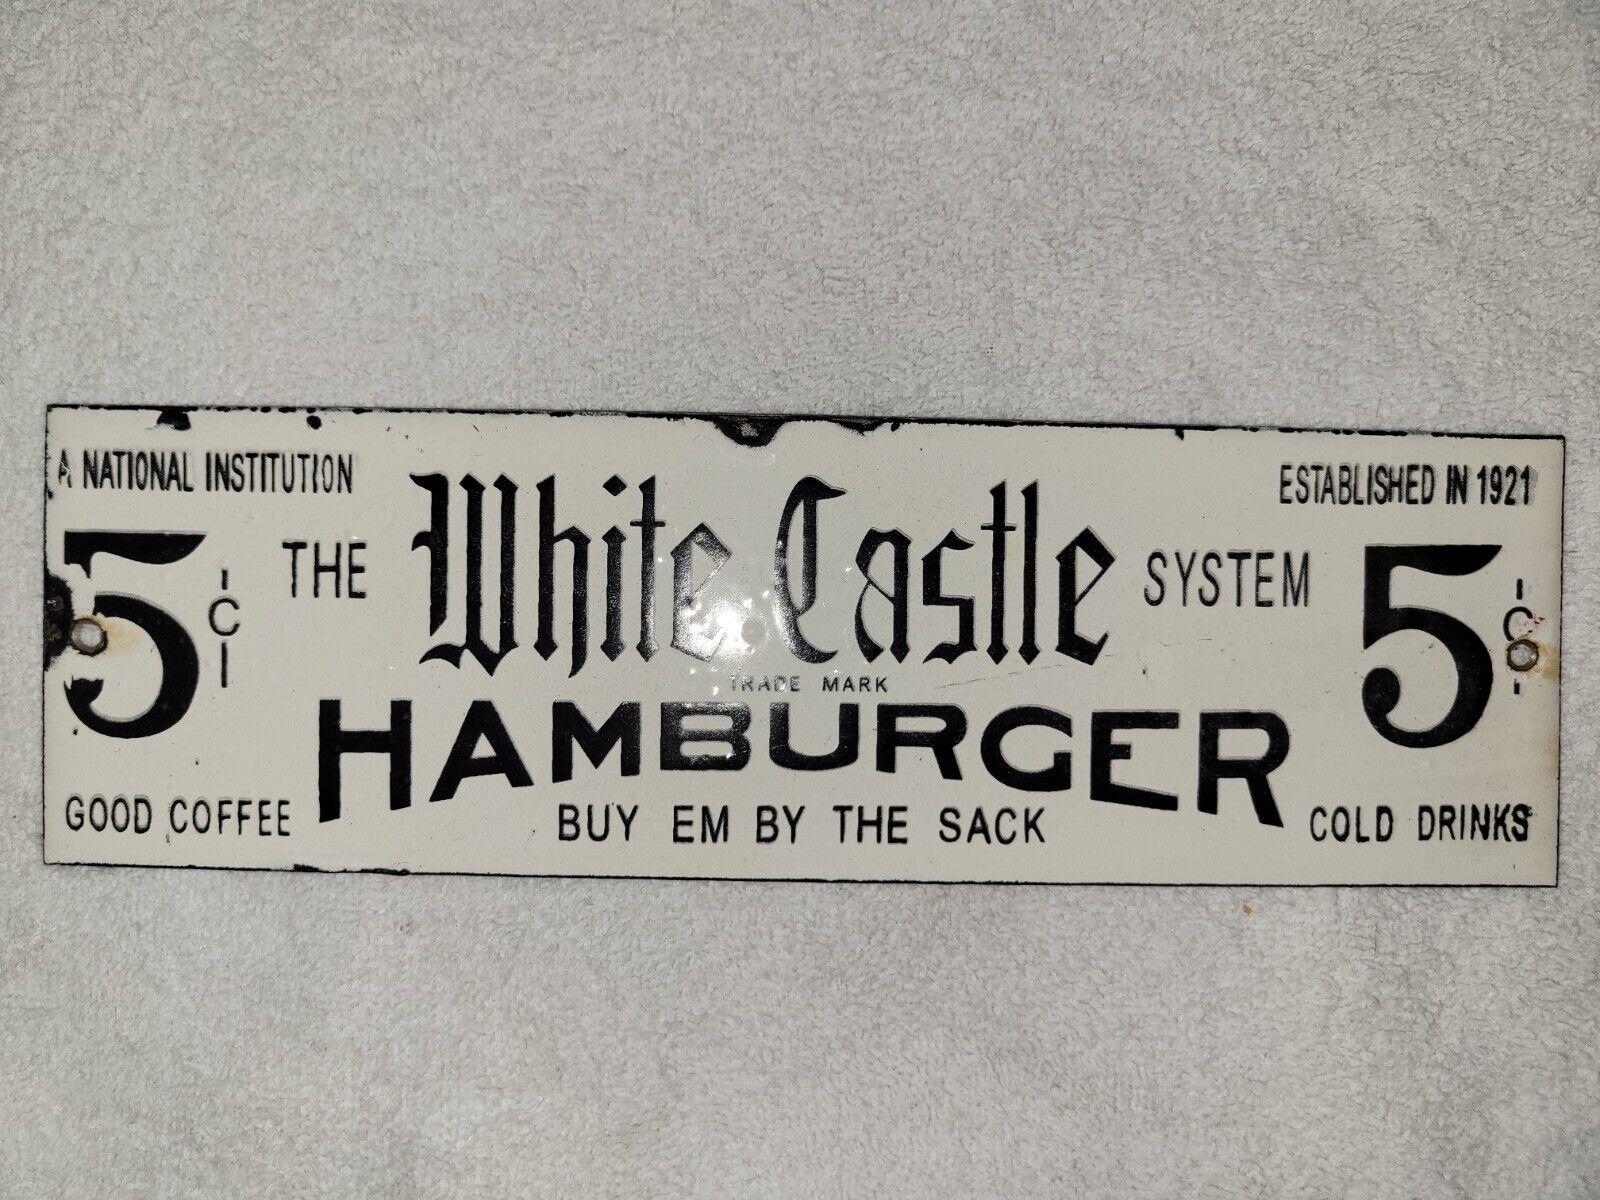 A NATIONAL INSTITUTION
ESTABLISHED IN 1921
5¢ THE White Castle SYSTEM 5¢
TRADE MARK
HAMBURGER
GOOD COFFEE BUY EM BY THE SACK COLD DRINKS